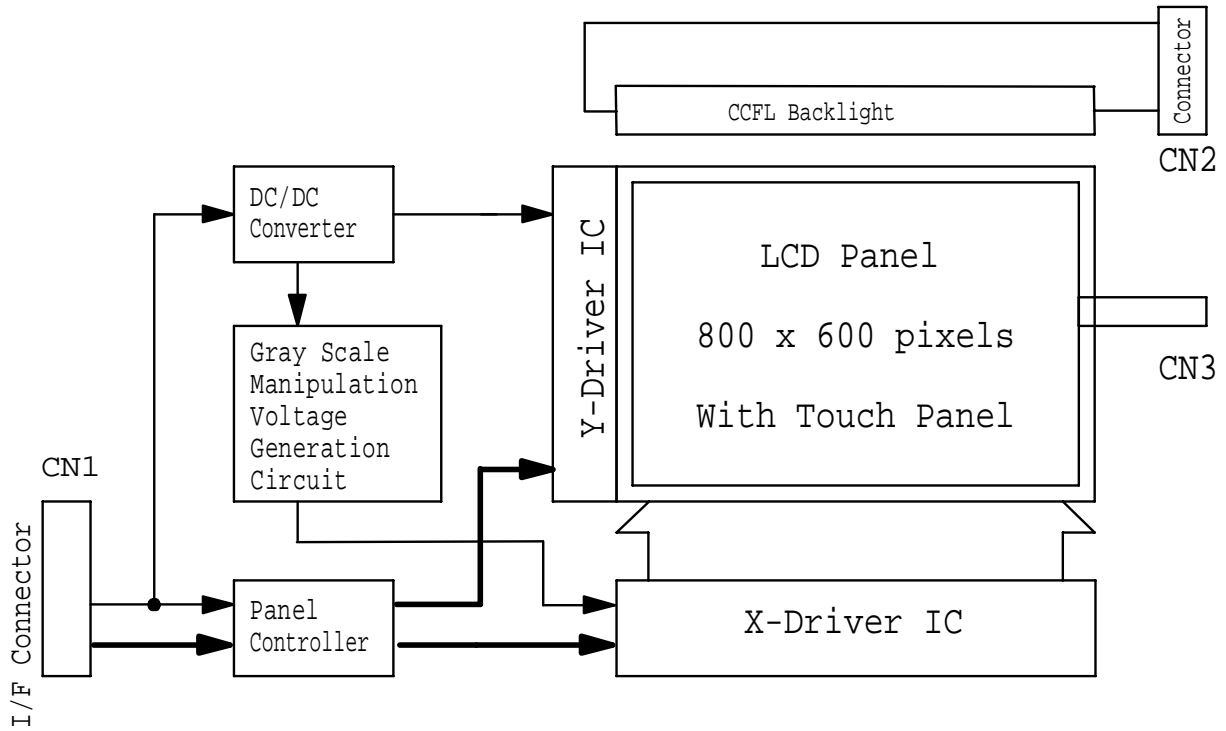 Connector
CN2
CCFL Backlight
DC/DC
Converter
Y-Driver IC
LCD Panel
800 x 600 pixels
With Touch Panel
CN3
Gray Scale
Manipulation
Voltage
Generation
Circuit
CN1
I/F Connector
Panel
Controller
X-Driver IC